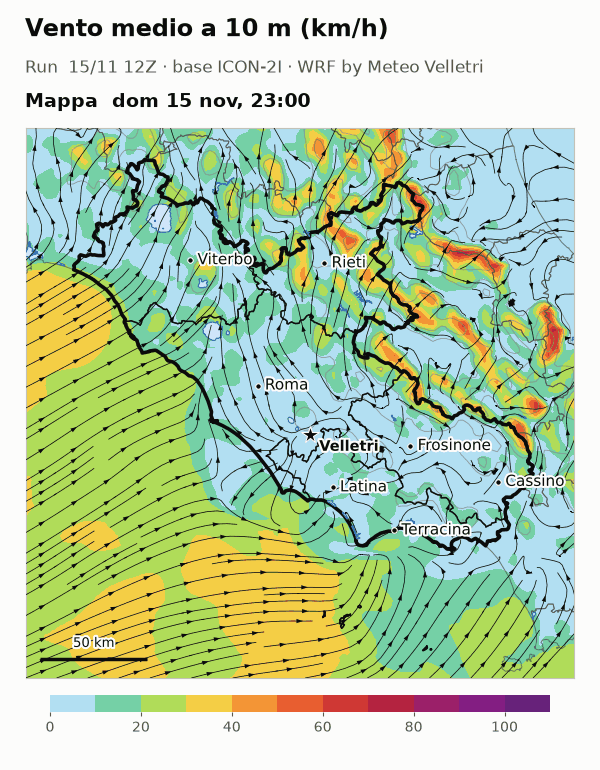 Vento medio a 10 m (km/h)
Run  15/11 12Z · base ICON-2I · WRF by Meteo Velletri
Mappa  dom 15 nov, 23:00
Viterbo
Rieti
Roma
Velletri
Frosinone
Cassino
Latina
Terracina
50 km
0 20 40 60 80 100